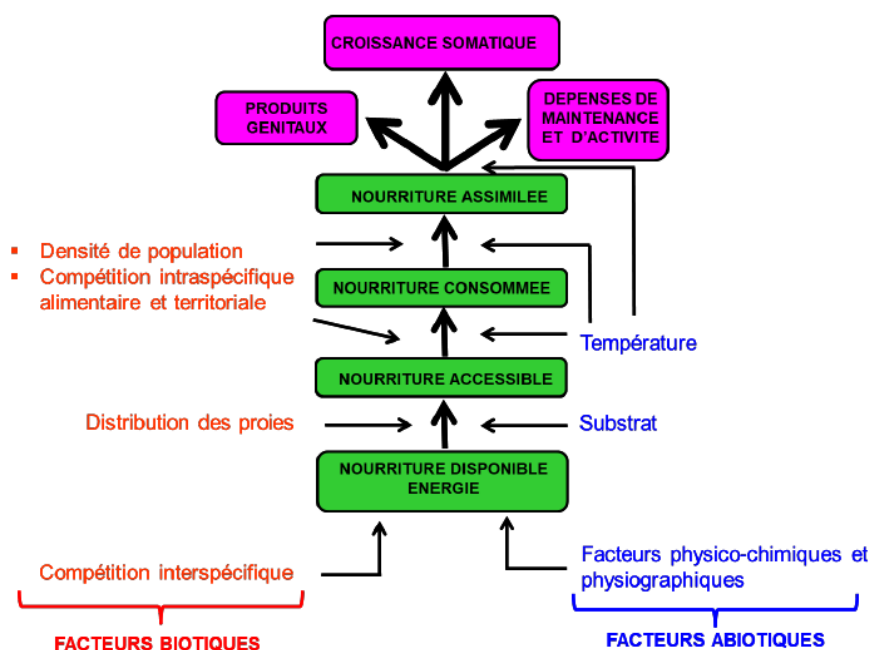 CROISSANCE SOMATIQUE
PRODUITS
GENITAUX
DEPENSES DE
MAINTENANCE
ET D'ACTIVITE
NOURRITURE ASSIMILEE
▪ Densité de population
▪ Compétition intraspécifique
alimentaire et territoriale
NOURRITURE CONSOMMEE
Température
NOURRITURE ACCESSIBLE
Distribution des proies
Substrat
NOURRITURE DISPONIBLE
ENERGIE
Compétition interspécifique
Facteurs physico-chimiques et
physiographiques
FACTEURS BIOTIQUES
FACTEURS ABIOTIQUES